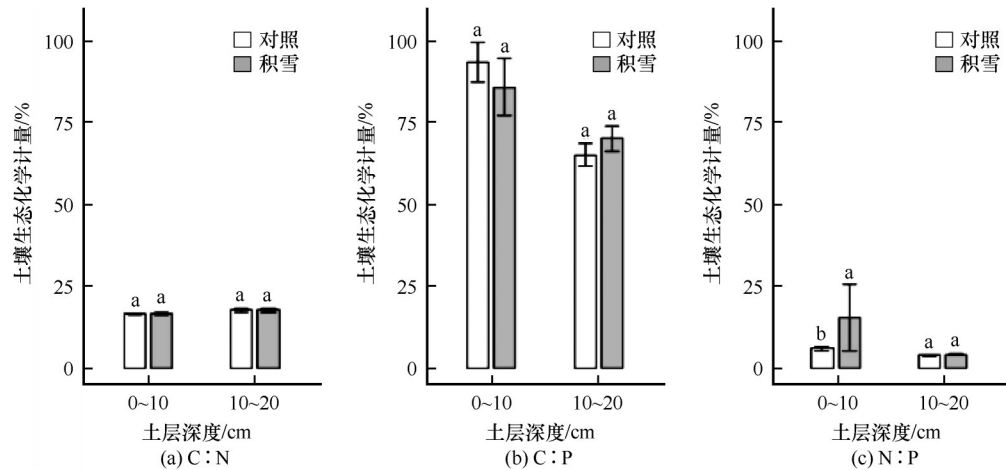 土壤生态化学计量/%
100
75
50
25
0
对照
积雪
a a a a
0~10 10~20
土层深度/cm
(a) C∶N
土壤生态化学计量/%
100
75
50
25
0
对照
积雪
a a a a
0~10 10~20
土层深度/cm
(b) C∶P
土壤生态化学计量/%
100
75
50
25
0
对照
积雪
b a a a
0~10 10~20
土层深度/cm
(c) N∶P